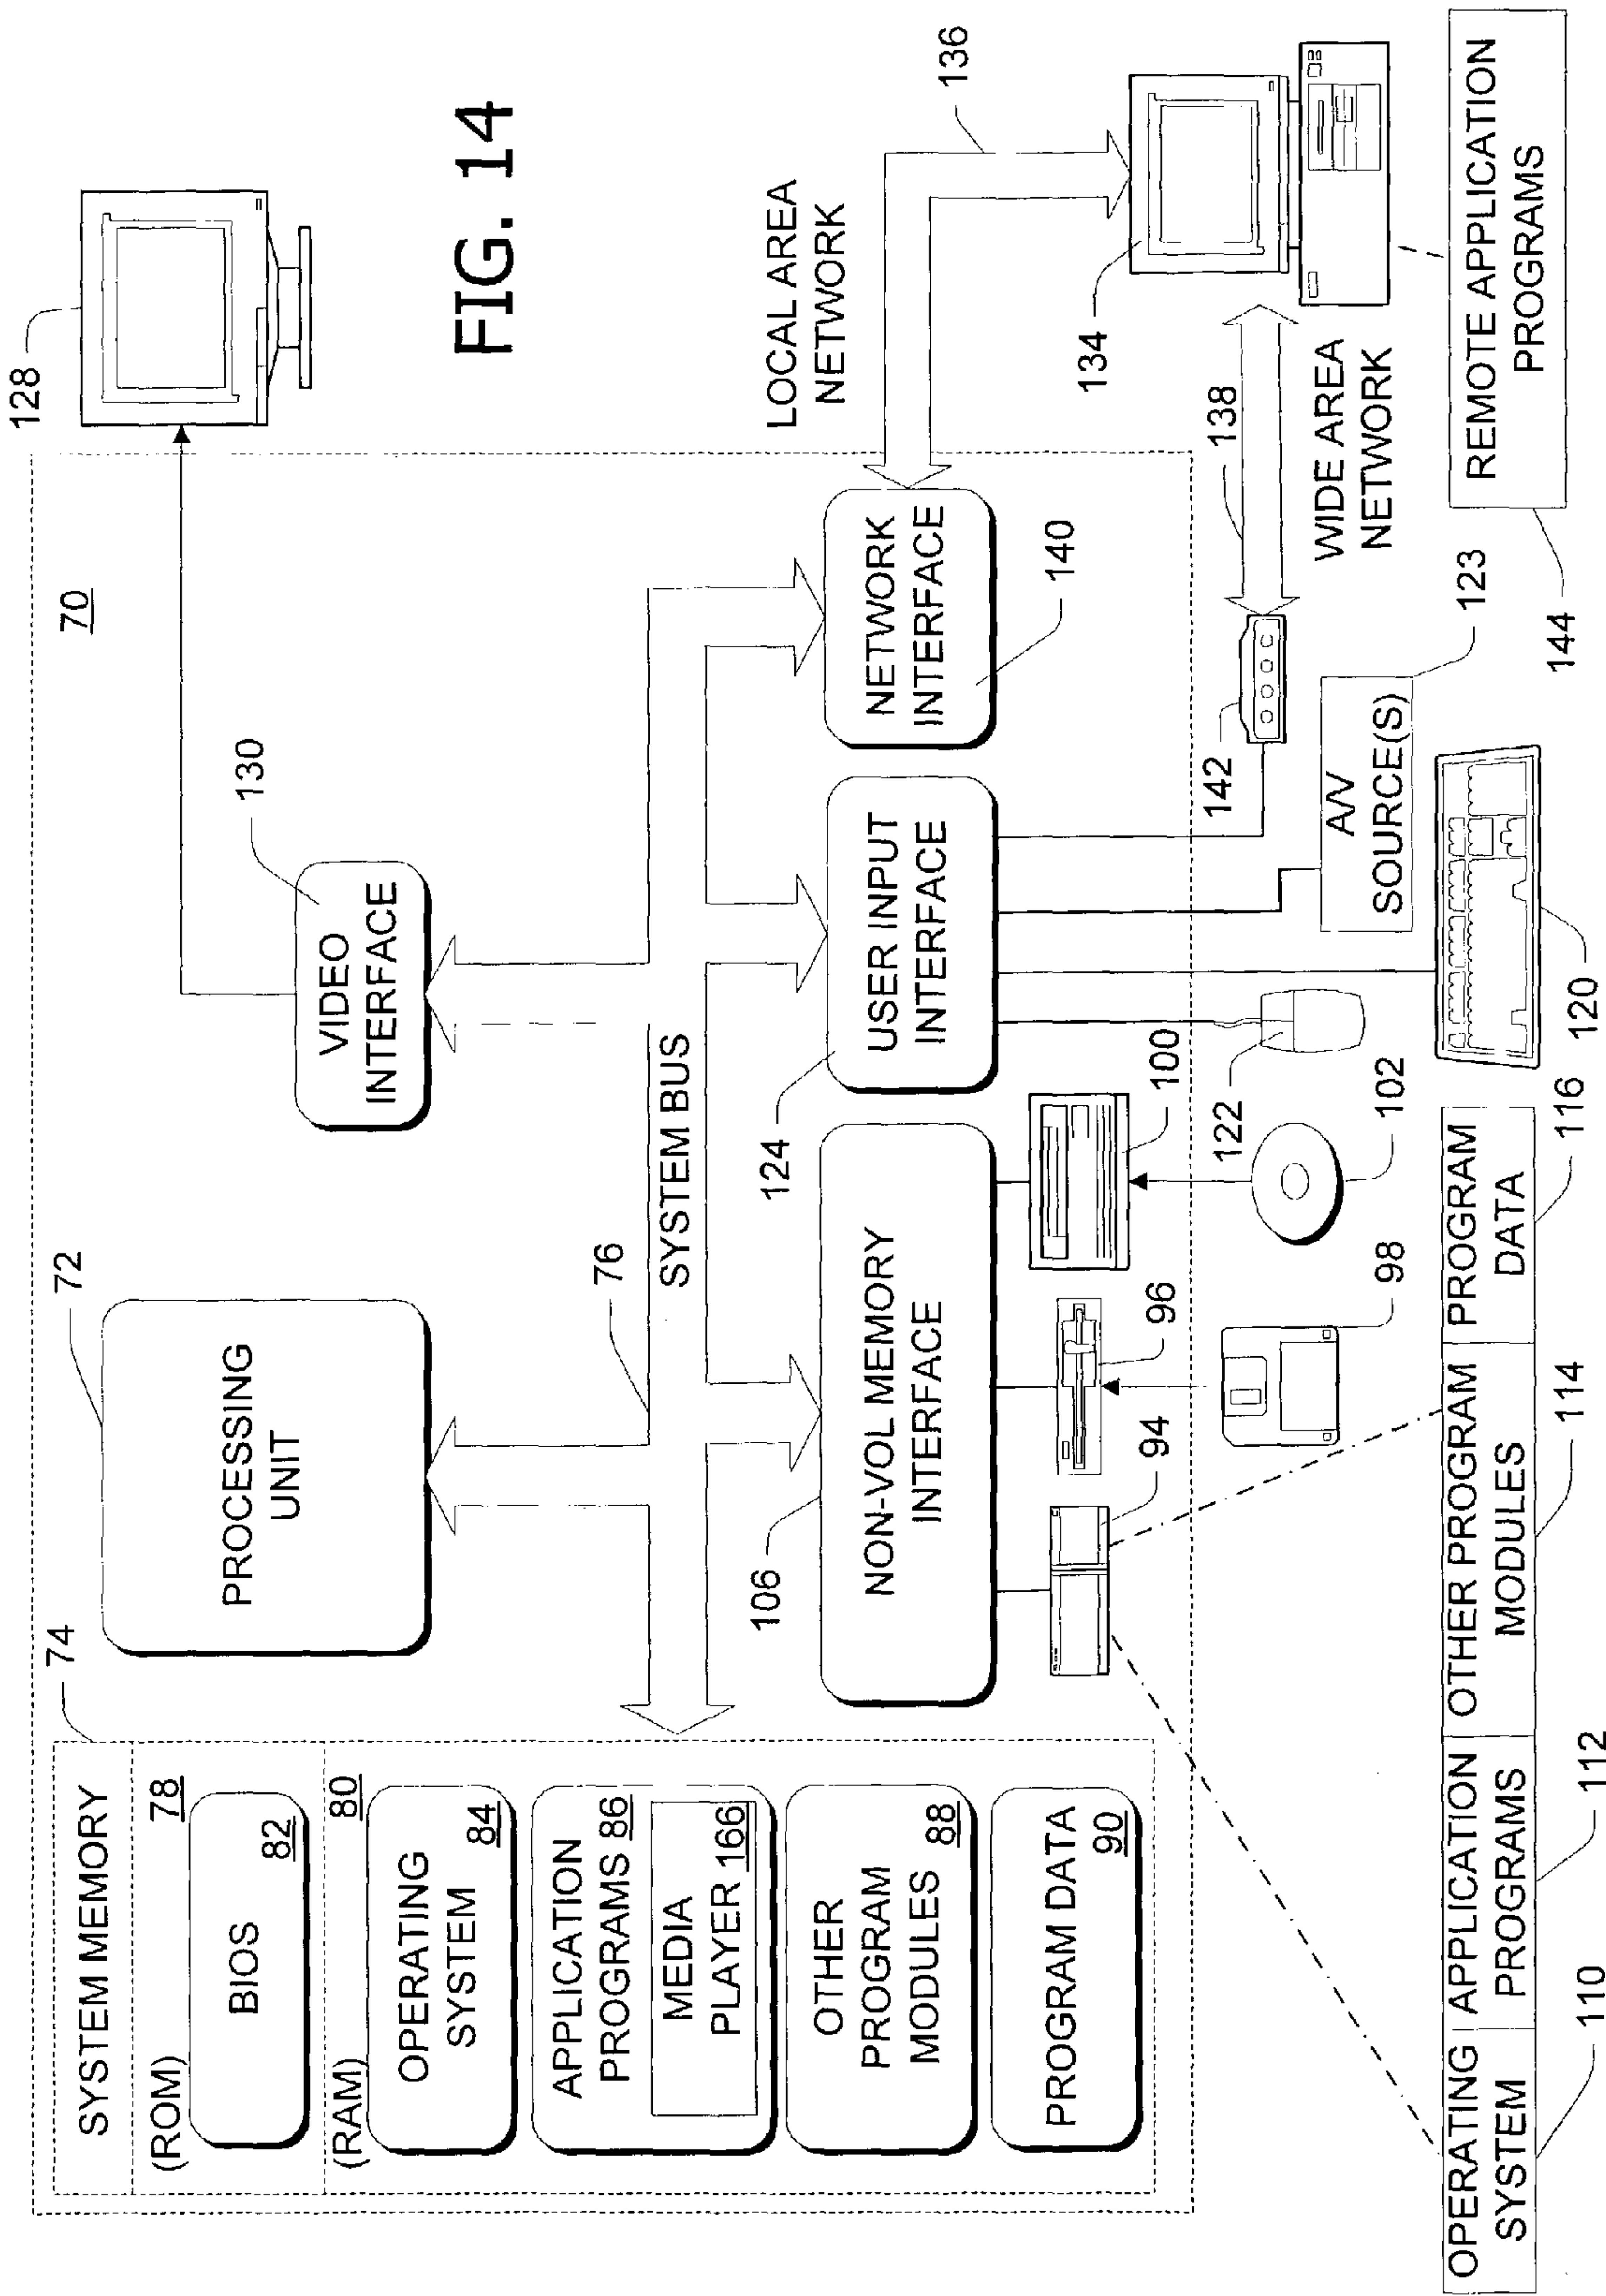 70
128
SYSTEM MEMORY
74
(ROM) 78
BIOS
82
(RAM) 80
OPERATING
SYSTEM
84
APPLICATION
PROGRAMS 86
MEDIA
PLAYER 166
OTHER
PROGRAM
MODULES
88
PROGRAM DATA
90
72
PROCESSING
UNIT
130
VIDEO
INTERFACE
76
SYSTEM BUS
FIG. 14
106
NON-VOL MEMORY
INTERFACE
124
USER INPUT
INTERFACE
NETWORK
INTERFACE
140
LOCAL AREA
NETWORK
136
94
96
100
98
102
122
142
138
134
WIDE AREA
NETWORK
A/V
SOURCE(S)
123
120
OPERATING
SYSTEM
110
APPLICATION
PROGRAMS
112
OTHER PROGRAM
MODULES
114
PROGRAM
DATA
116
144
REMOTE APPLICATION
PROGRAMS